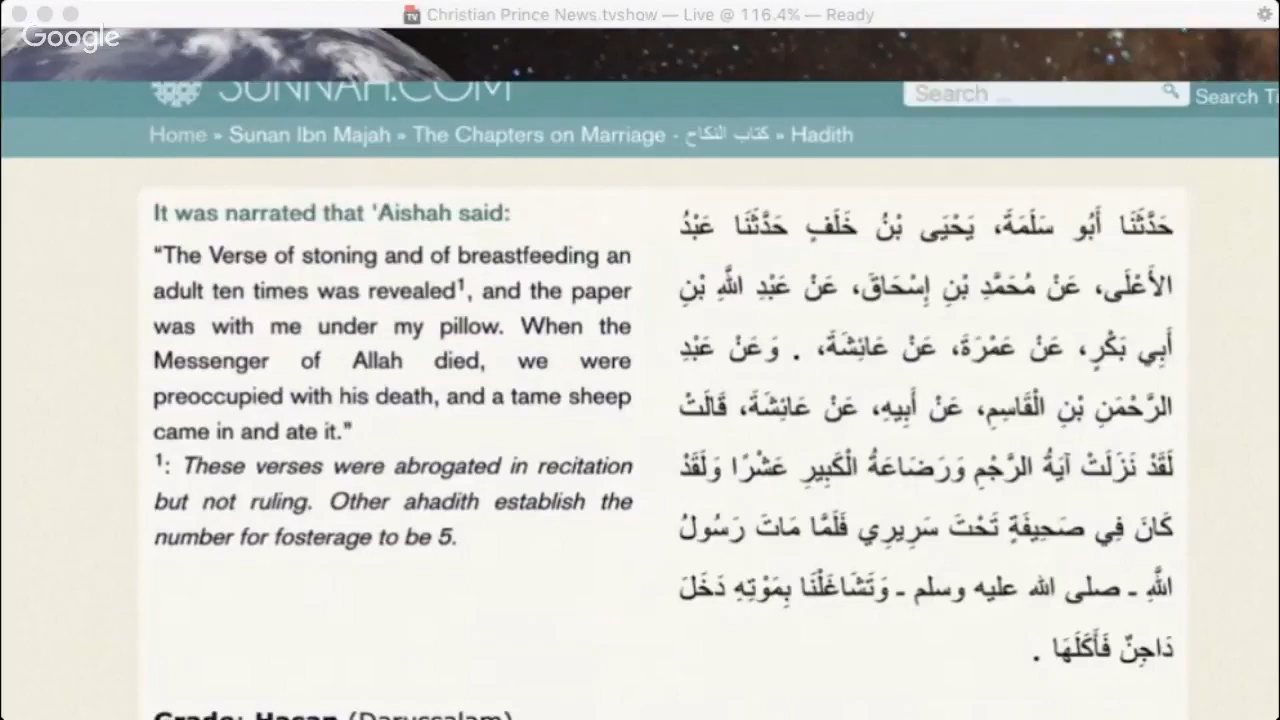 Christian Prince News.tvshow — Live @ 116.4% — Ready
Google
SUNNAH.COM
Search ...
Search Ti
Home » Sunan Ibn Majah » The Chapters on Marriage - كتاب النكاح » Hadith
It was narrated that 'Aishah said:
“The Verse of stoning and of breastfeeding an
adult ten times was revealed¹, and the paper
was with me under my pillow. When the
Messenger of Allah died, we were
preoccupied with his death, and a tame sheep
came in and ate it.”
¹: These verses were abrogated in recitation
but not ruling. Other ahadith establish the
number for fosterage to be 5.
حَدَّثَنَا أَبُو سَلَمَةَ، يَحْيَى بْنُ خَلَفٍ حَدَّثَنَا عَبْدُ
الأَعْلَى، عَنْ مُحَمَّدِ بْنِ إِسْحَاقَ، عَنْ عَبْدِ اللَّهِ بْنِ
أَبِي بَكْرٍ، عَنْ عَمْرَةَ، عَنْ عَائِشَةَ، . وَعَنْ عَبْدِ
الرَّحْمَنِ بْنِ الْقَاسِمِ، عَنْ أَبِيهِ، عَنْ عَائِشَةَ، قَالَتْ
لَقَدْ نَزَلَتْ آيَةُ الرَّجْمِ وَرَضَاعَةُ الْكَبِيرِ عَشْرًا وَلَقَدْ
كَانَ فِي صَحِيفَةٍ تَحْتَ سَرِيرِي فَلَمَّا مَاتَ رَسُولُ
اللَّهِ ـ صلى الله عليه وسلم ـ وَتَشَاغَلْنَا بِمَوْتِهِ دَخَلَ
دَاجِنٌ فَأَكَلَهَا .
Grade: Hasan (Darussalam)